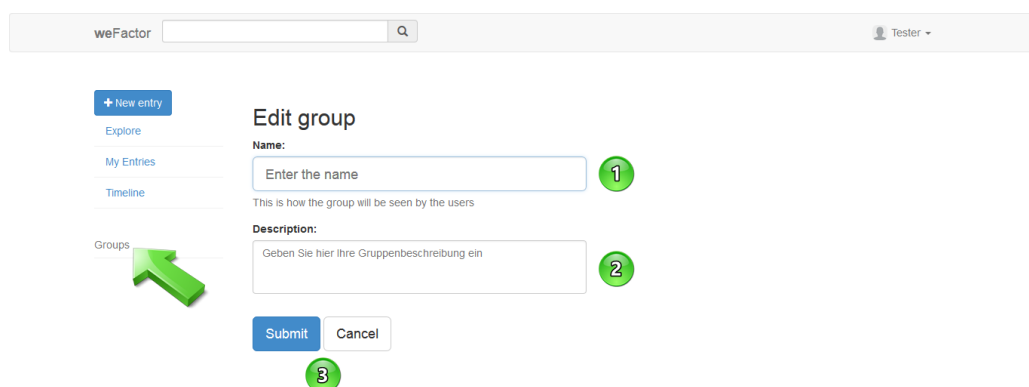 weFactor
Tester
New entry
Explore
My Entries
Timeline
Groups
Edit group
Name:
Enter the name
1
This is how the group will be seen by the users
Description:
Geben Sie hier Ihre Gruppenbeschreibung ein
2
Submit Cancel
3